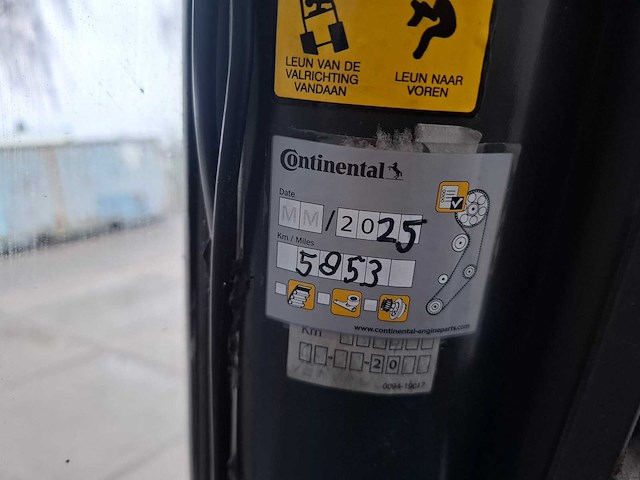 LEUN VAN DE
VALRICHTING
VANDAAN
LEUN NAAR
VOREN
Continental
Date
MM/2025
Km / Miles
5853
www.continental-engineparts.com
Km
20